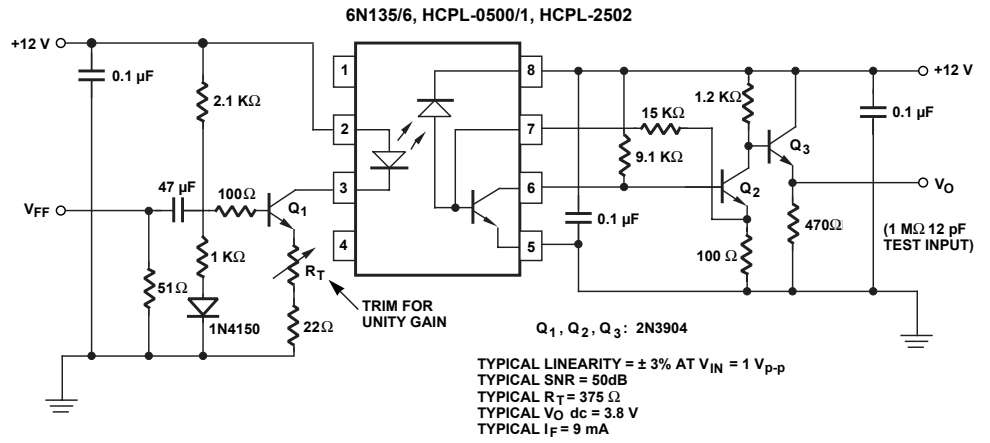 6N135/6, HCPL-0500/1, HCPL-2502
+12 V
0.1 µF
2.1 KΩ
47 µF
VFF
100Ω
Q1
1 KΩ
51Ω
1N4150
RT
22Ω
TRIM FOR
UNITY GAIN
1
2
3
4
8
7
6
5
15 KΩ
9.1 KΩ
0.1 µF
1.2 KΩ
Q2
Q3
100 Ω
470Ω
+12 V
0.1 µF
VO
(1 MΩ 12 pF
TEST INPUT)
Q1 , Q2 , Q3 : 2N3904
TYPICAL LINEARITY = ± 3% AT VIN = 1 Vp-p
TYPICAL SNR = 50dB
TYPICAL RT = 375 Ω
TYPICAL VO dc = 3.8 V
TYPICAL IF = 9 mA